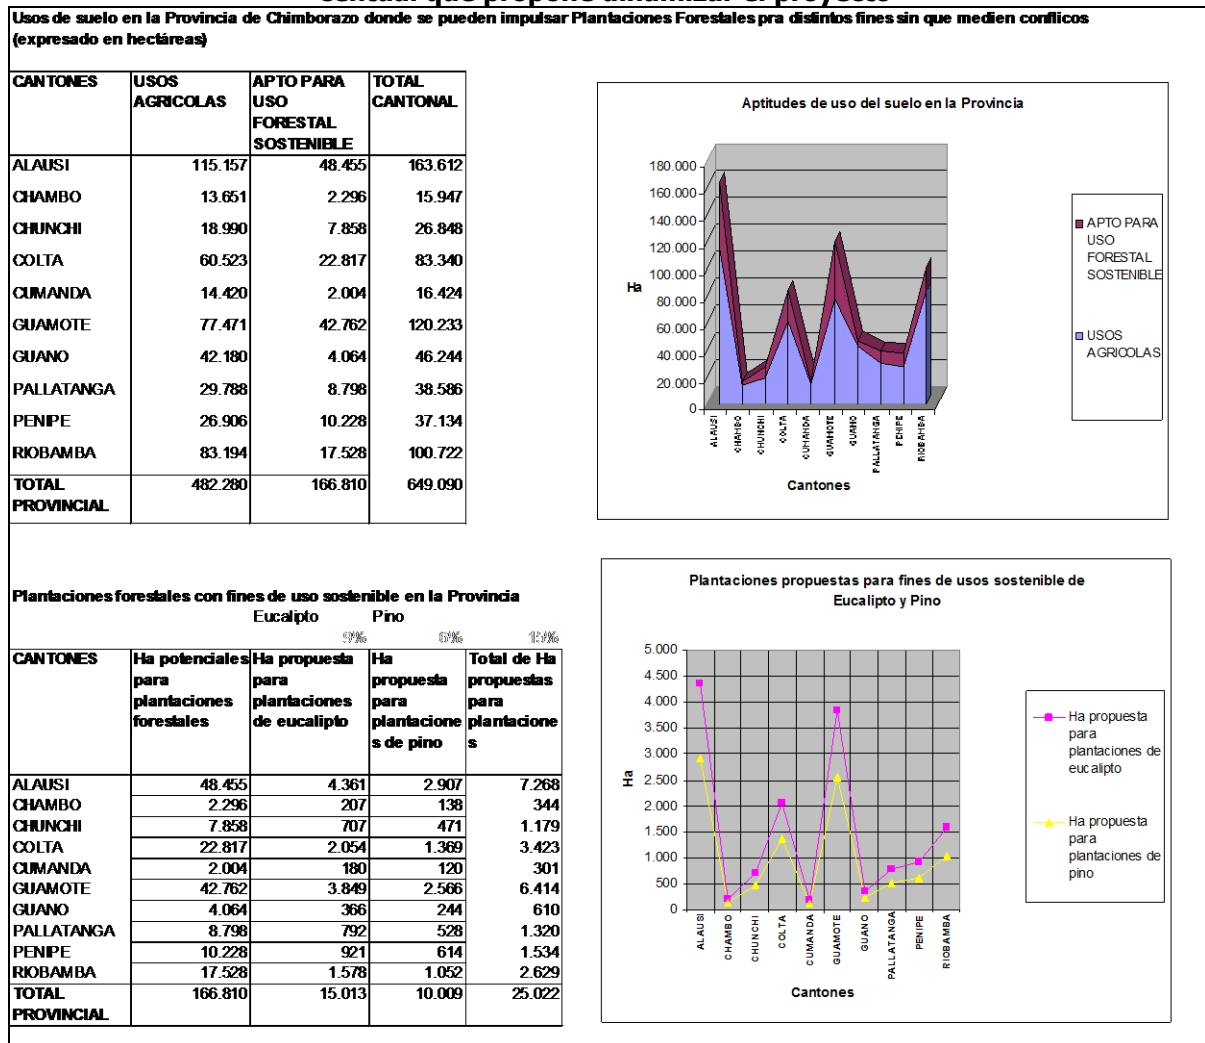 sentadi que propone dinamizar el proyecto
Usos de suelo en la Provincia de Chimborazo donde se pueden impulsar Plantaciones Forestales pra distintos fines sin que medien conflicos
(expresado en hectáreas)
CANTONES USOS AGRICOLAS APTO PARA USO FORESTAL SOSTENIBLE TOTAL CANTONAL
ALAUSI 115.157 48.455 163.612
CHAMBO 13.651 2.296 15.947
CHUNCHI 18.990 7.858 26.848
COLTA 60.523 22.817 83.340
CUMANDA 14.420 2.004 16.424
GUAMOTE 77.471 42.762 120.233
GUANO 42.180 4.064 46.244
PALLATANGA 29.788 8.798 38.586
PENIPE 26.906 10.228 37.134
RIOBAMBA 83.194 17.528 100.722
TOTAL PROVINCIAL 482.280 166.810 649.090
Aptitudes de uso del suelo en la Provincia
180.000
160.000
140.000
120.000
100.000
80.000
60.000
40.000
20.000
0
Ha
ALAUSI
CHAMBO
CHUNCHI
COLTA
CUMANDA
GUAMOTE
GUANO
PALLATANGA
PENIPE
RIOBAMBA
Cantones
APTO PARA
USO
FORESTAL
SOSTENIBLE
USOS
AGRICOLAS
Plantaciones forestales con fines de uso sostenible en la Provincia
Eucalipto Pino
9% 6% 15%
CANTONES Ha potenciales para plantaciones forestales Ha propuesta para plantaciones de eucalipto Ha propuesta para plantaciones de pino Total de Ha propuestas para plantaciones
ALAUSI 48.455 4.361 2.907 7.268
CHAMBO 2.296 207 138 344
CHUNCHI 7.858 707 471 1.179
COLTA 22.817 2.054 1.369 3.423
CUMANDA 2.004 180 120 301
GUAMOTE 42.762 3.849 2.566 6.414
GUANO 4.064 366 244 610
PALLATANGA 8.798 792 528 1.320
PENIPE 10.228 921 614 1.534
RIOBAMBA 17.528 1.578 1.052 2.629
TOTAL PROVINCIAL 166.810 15.013 10.009 25.022
Plantaciones propuestas para fines de usos sostenible de
Eucalipto y Pino
5.000
4.500
4.000
3.500
3.000
2.500
2.000
1.500
1.000
500
0
Ha
ALAUSI
CHAMBO
CHUNCHI
COLTA
CUMANDA
GUAMOTE
GUANO
PALLATANGA
PENIPE
RIOBAMBA
Cantones
Ha propuesta
para
plantaciones de
eucalipto
Ha propuesta
para
plantaciones de
pino